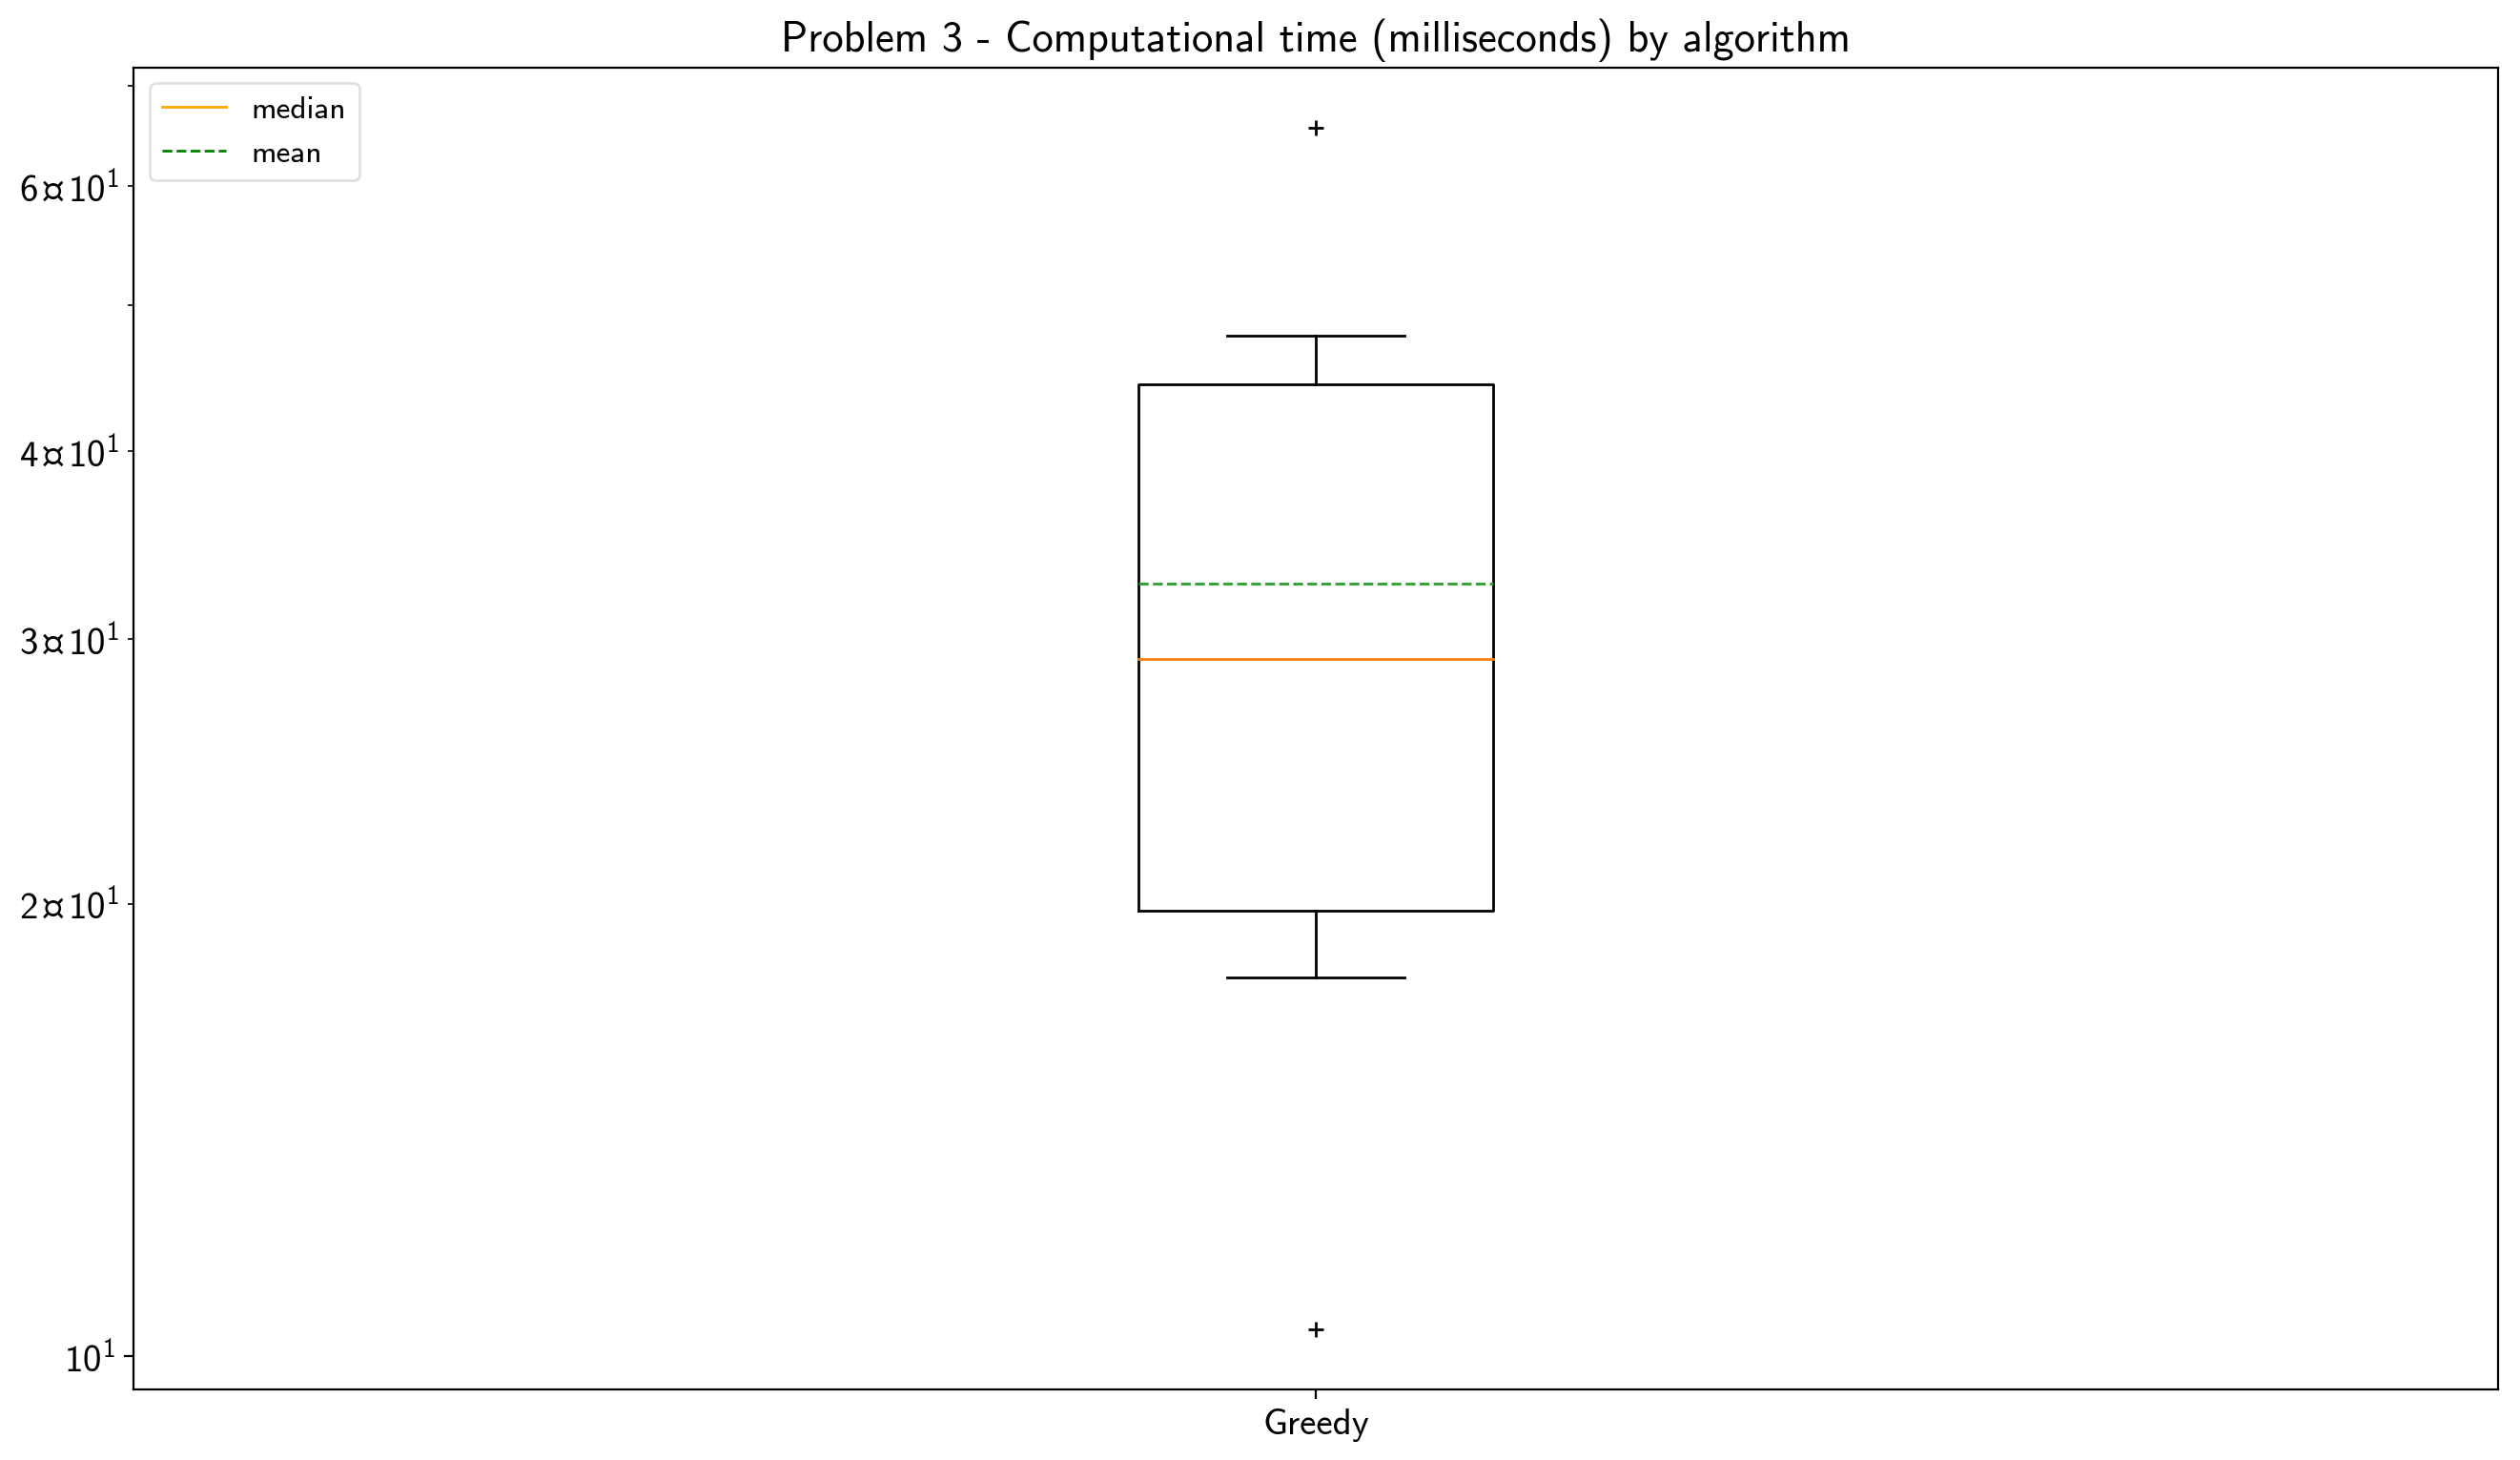 Problem 3 - Computational time (milliseconds) by algorithm
median
mean
6¤10¹
4¤10¹
3¤10¹
2¤10¹
10¹
Greedy